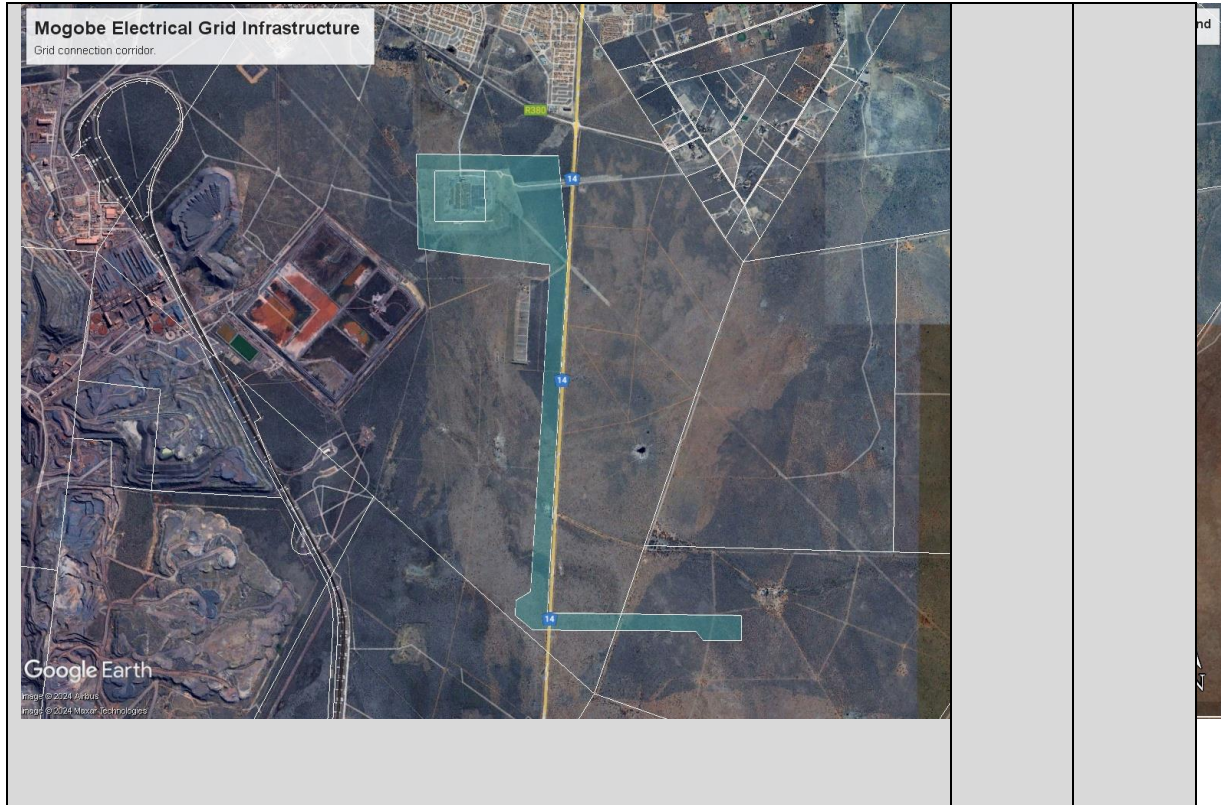 Mogobe Electrical Grid Infrastructure
Grid connection corridor.
nd
R380
14
14
14
Google Earth
Image © 2024 Airbus
Image © 2024 Maxar Technologies
N